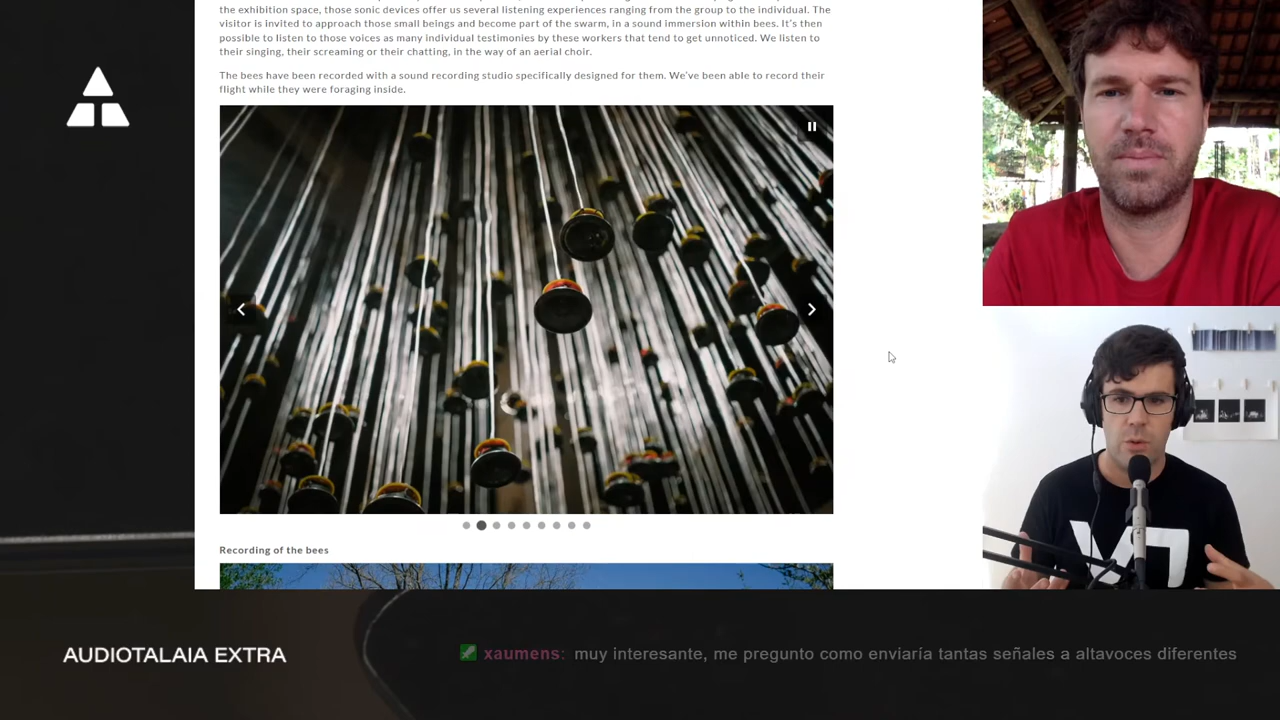 the exhibition space, those sonic devices offer us several listening experiences ranging from the group to the individual. The
visitor is invited to approach those small beings and become part of the swarm, in a sound immersion within bees. It's then
possible to listen to those voices as many individual testimonies by these workers that tend to get unnoticed. We listen to
their singing, their screaming or their chatting, in the way of an aerial choir.
The bees have been recorded with a sound recording studio specifically designed for them. We've been able to record their
flight while they were foraging inside.
Recording of the bees
AUDIOTALAIA EXTRA
xaumens: muy interesante, me pregunto como enviaría tantas señales a altavoces diferentes